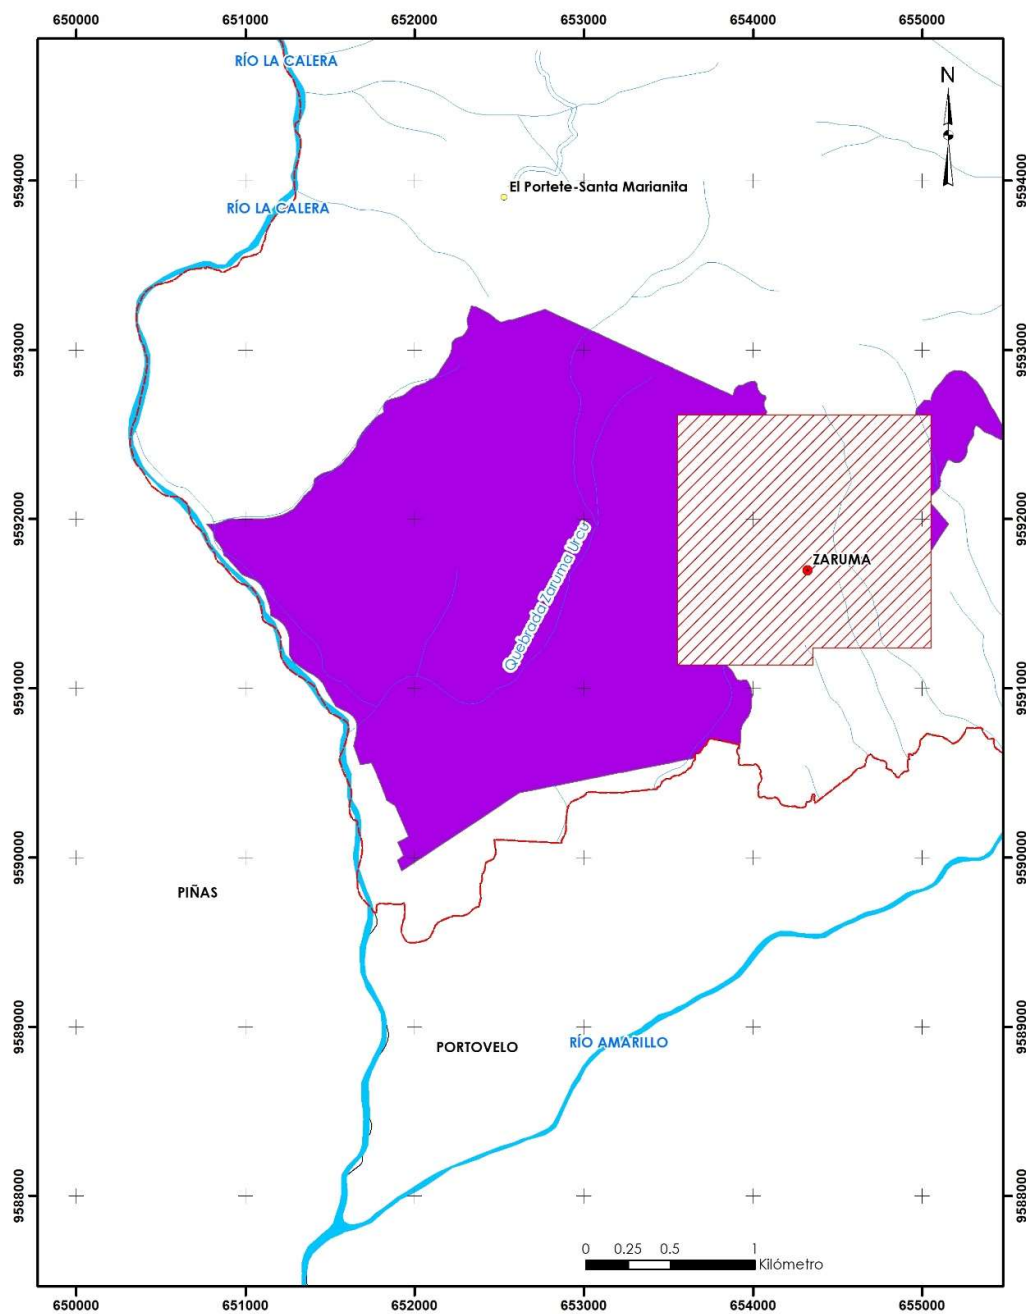 650000 651000 652000 653000 654000 655000
RÍO LA CALERA
N
9594000 9594000
El Portete-Santa Marianita
RÍO LA CALERA
9593000 9593000
9592000 9592000
ZARUMA
Quebrada Zaruma Urcu
9591000 9591000
9590000 9590000
PIÑAS
9589000 9589000
PORTOVELO
RÍO AMARILLO
9588000 9588000
0 0.25 0.5 1
Kilómetro
650000 651000 652000 653000 654000 655000